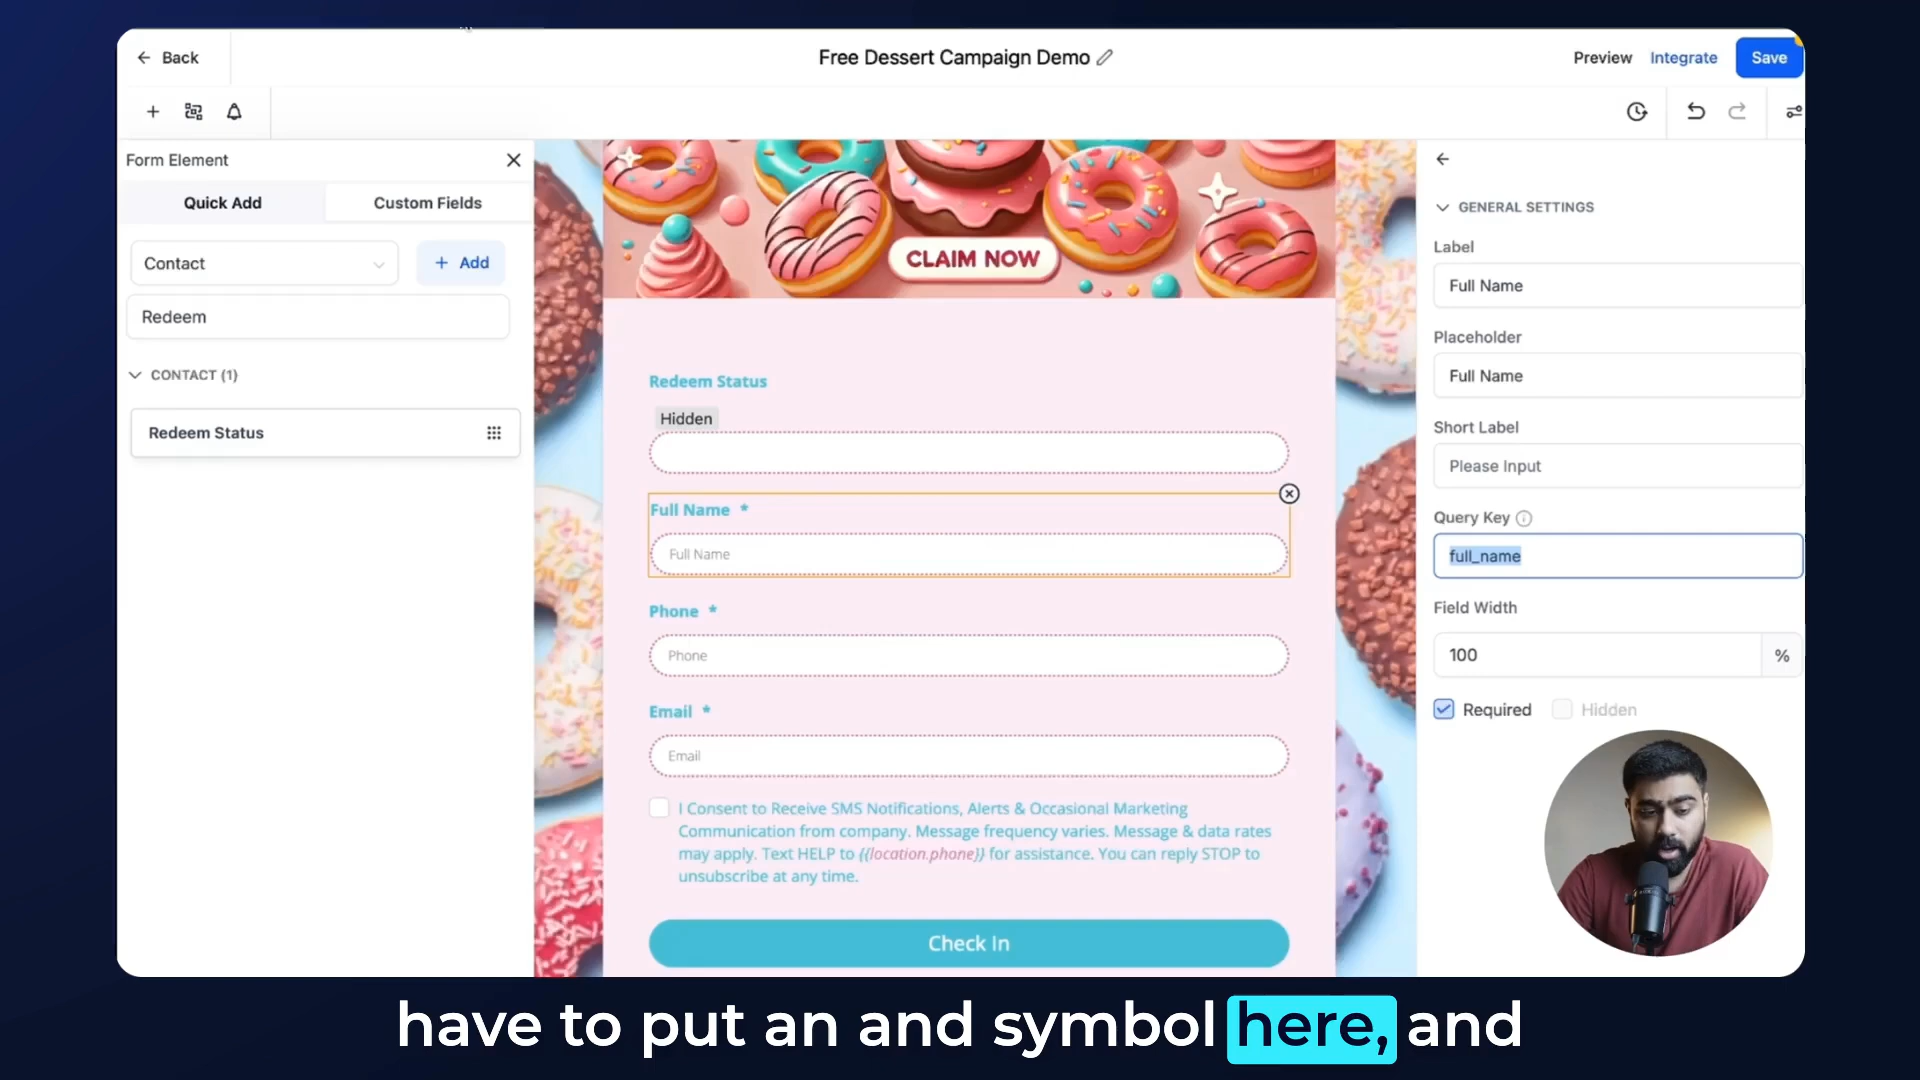 Back
Free Dessert Campaign Demo
Preview
Integrate
Save
Form Element
Quick Add
Custom Fields
Contact
+ Add
Redeem
CONTACT (1)
Redeem Status
CLAIM NOW
Redeem Status
Hidden
Full Name *
Full Name
Phone *
Phone
Email *
Email
I Consent to Receive SMS Notifications, Alerts & Occasional Marketing
Communication from company. Message frequency varies. Message & data rates
may apply. Text HELP to {{location.phone}} for assistance. You can reply STOP to
unsubscribe at any time.
Check In
GENERAL SETTINGS
Label
Full Name
Placeholder
Full Name
Short Label
Please Input
Query Key
full_name
Field Width
100
%
Required
Hidden
have to put an and symbol here, and